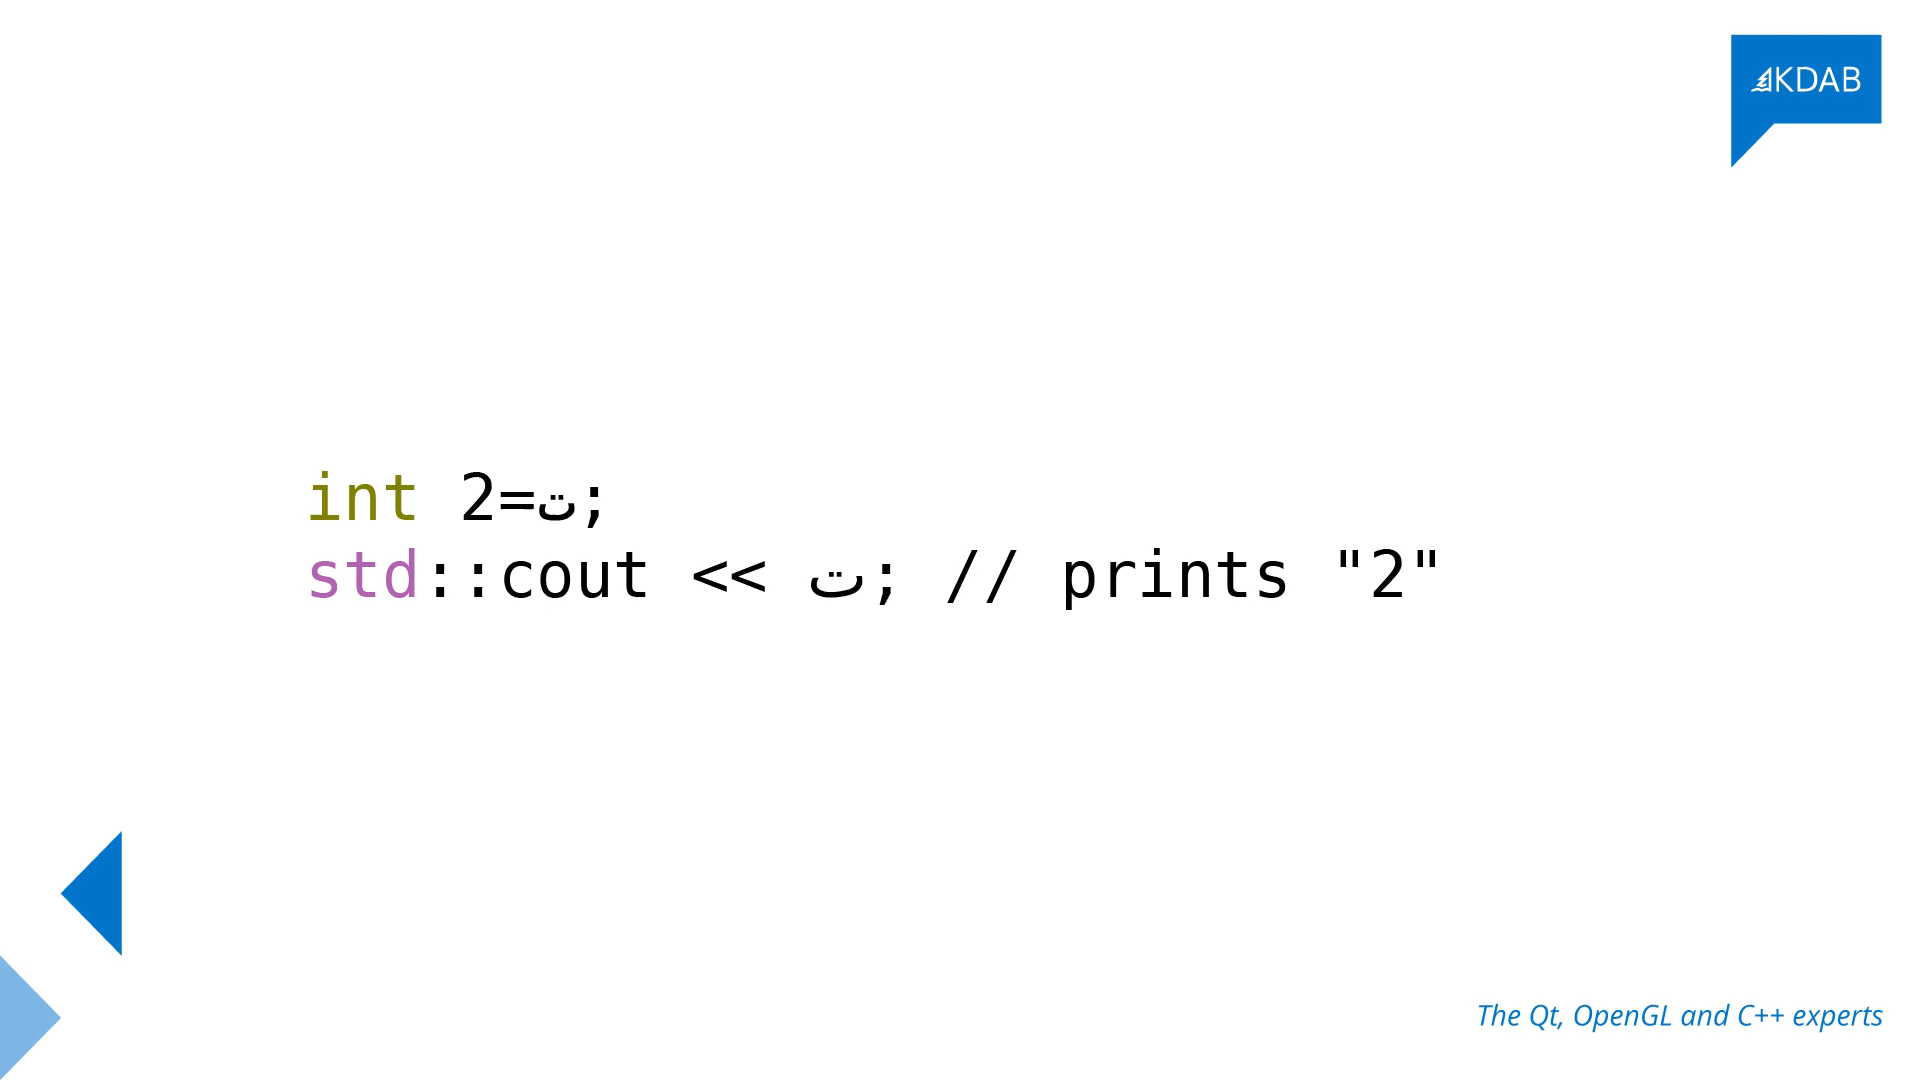 KDAB
int ت=2;
std::cout << ت; // prints "2"
The Qt, OpenGL and C++ experts